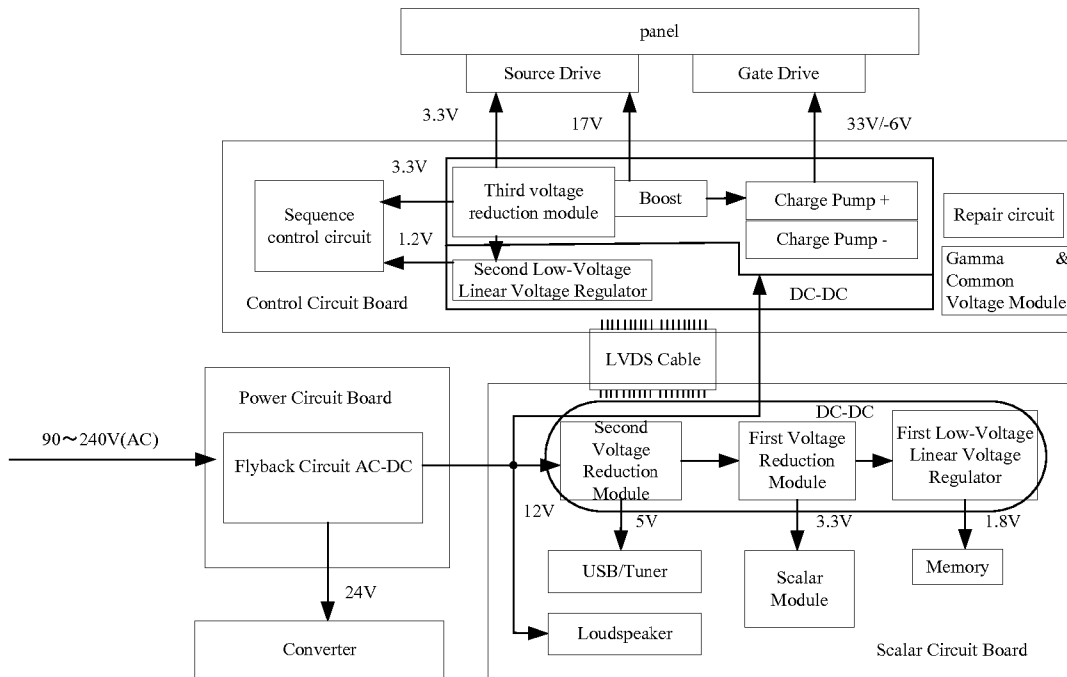 panel
Source Drive
Gate Drive
3.3V
17V
33V/-6V
3.3V
Sequence
control circuit
1.2V
Third voltage
reduction module
Boost
Charge Pump +
Charge Pump -
Repair circuit
Second Low-Voltage
Linear Voltage Regulator
DC-DC
Gamma &
Common
Voltage Module
Control Circuit Board
LVDS Cable
Power Circuit Board
90～240V(AC)
Flyback Circuit AC-DC
DC-DC
Second
Voltage
Reduction
Module
First Voltage
Reduction
Module
First Low-Voltage
Linear Voltage
Regulator
12V
5V
3.3V
1.8V
USB/Tuner
Scalar
Module
Memory
24V
Loudspeaker
Converter
Scalar Circuit Board